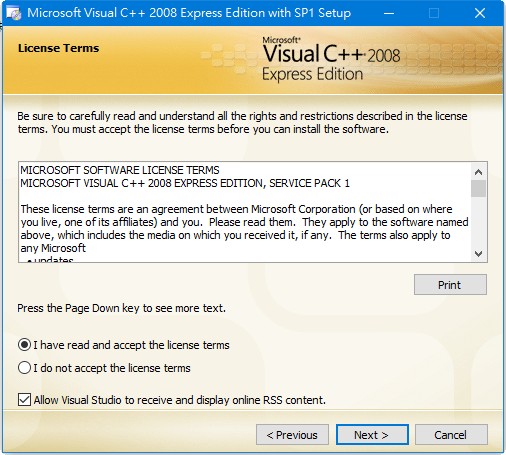 Microsoft Visual C++ 2008 Express Edition with SP1 Setup
License Terms
Microsoft®
Visual C++ 2008
Express Edition
Be sure to carefully read and understand all the rights and restrictions described in the license
terms. You must accept the license terms before you can install the software.
MICROSOFT SOFTWARE LICENSE TERMS
MICROSOFT VISUAL C++ 2008 EXPRESS EDITION, SERVICE PACK 1
These license terms are an agreement between Microsoft Corporation (or based on where
you live, one of its affiliates) and you.  Please read them.  They apply to the software named
above, which includes the media on which you received it, if any.  The terms also apply to
any Microsoft
• updates
Print
Press the Page Down key to see more text.
I have read and accept the license terms
I do not accept the license terms
Allow Visual Studio to receive and display online RSS content.
< Previous
Next >
Cancel